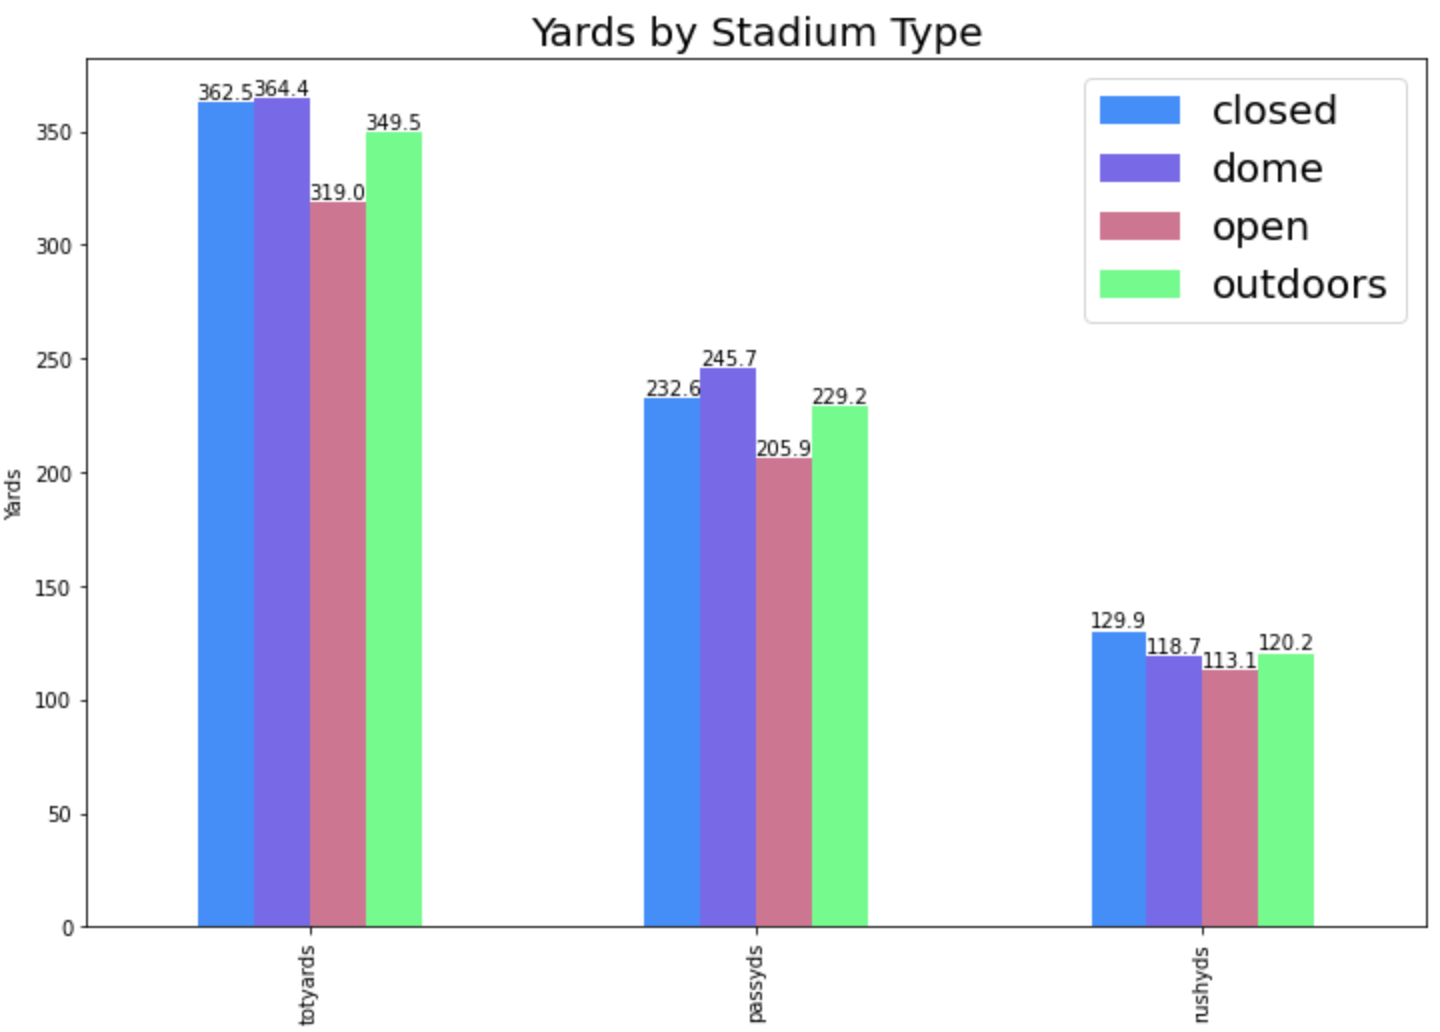 Yards by Stadium Type
closed
dome
open
outdoors
Yards
350
300
250
200
150
100
50
0
362.5
364.4
319.0
349.5
232.6
245.7
205.9
229.2
129.9
118.7
113.1
120.2
totyards
passyds
rushyds